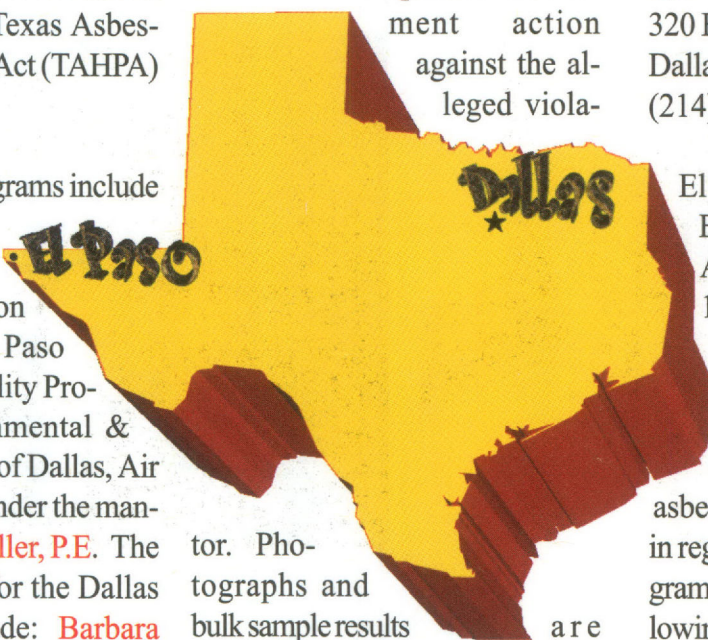 Texas Asbes-
Act (TAHPA)
grams include
on
Paso
lity Pro-
nmental &
of Dallas, Air
nder the man-
ller, P.E. The
or the Dallas
de: Barbara
ment action
against the al-
leged viola-
Dallas
El Paso
tor. Pho-
tographs and
bulk sample results are
320 E
Dalla
(214)
El
E
A
asbe
in reg
gram
lowin